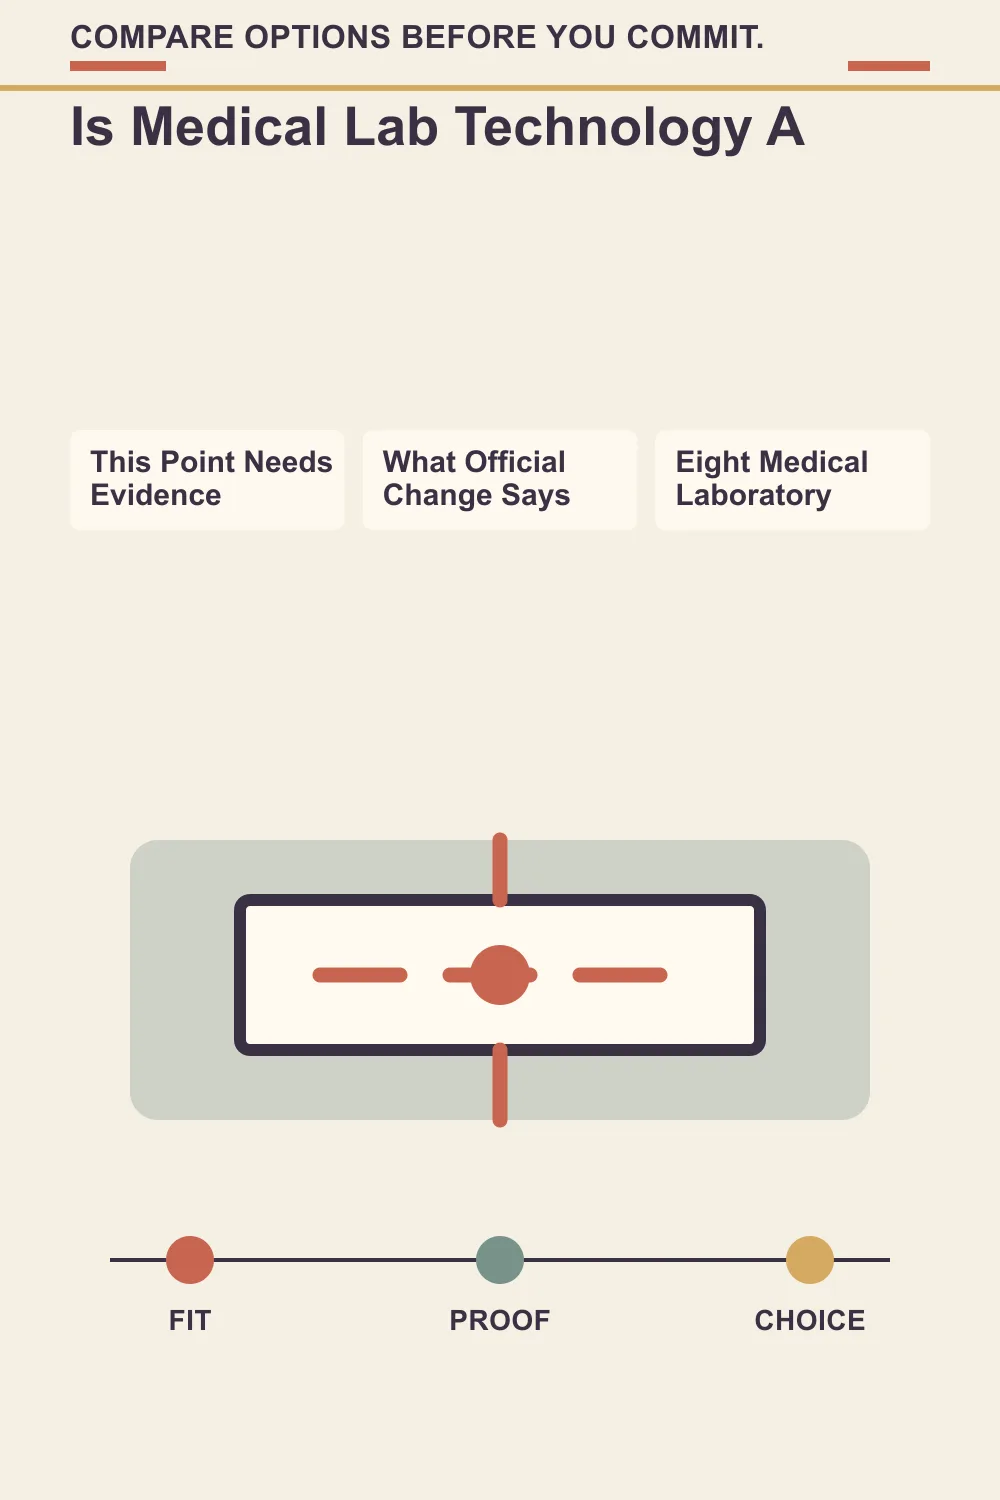 COMPARE OPTIONS BEFORE YOU COMMIT.
Is Medical Lab Technology A
This Point Needs
Evidence
What Official
Change Says
Eight Medical
Laboratory
FIT
PROOF
CHOICE